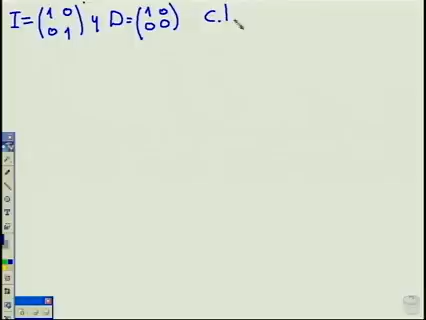 I = (1 0 0 1) y D = (1 0 0 0) C.l